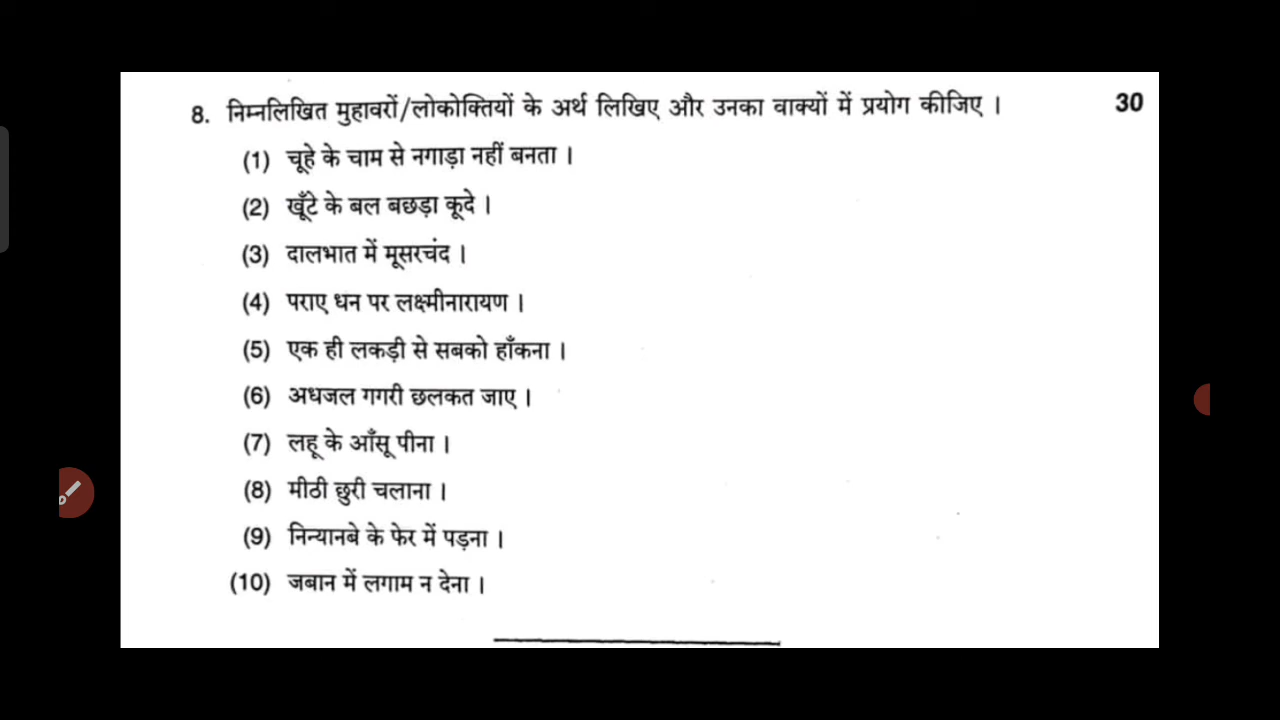 8. निम्नलिखित मुहावरों/लोकोक्तियों के अर्थ लिखिए और उनका वाक्यों में प्रयोग कीजिए । 30
(1) चूहे के चाम से नगाड़ा नहीं बनता ।
(2) खूँटे के बल बछड़ा कूदे ।
(3) दालभात में मूसरचंद ।
(4) पराए धन पर लक्ष्मीनारायण ।
(5) एक ही लकड़ी से सबको हाँकना ।
(6) अधजल गगरी छलकत जाए ।
(7) लहू के आँसू पीना ।
(8) मीठी छुरी चलाना ।
(9) निन्यानबे के फेर में पड़ना ।
(10) जबान में लगाम न देना ।